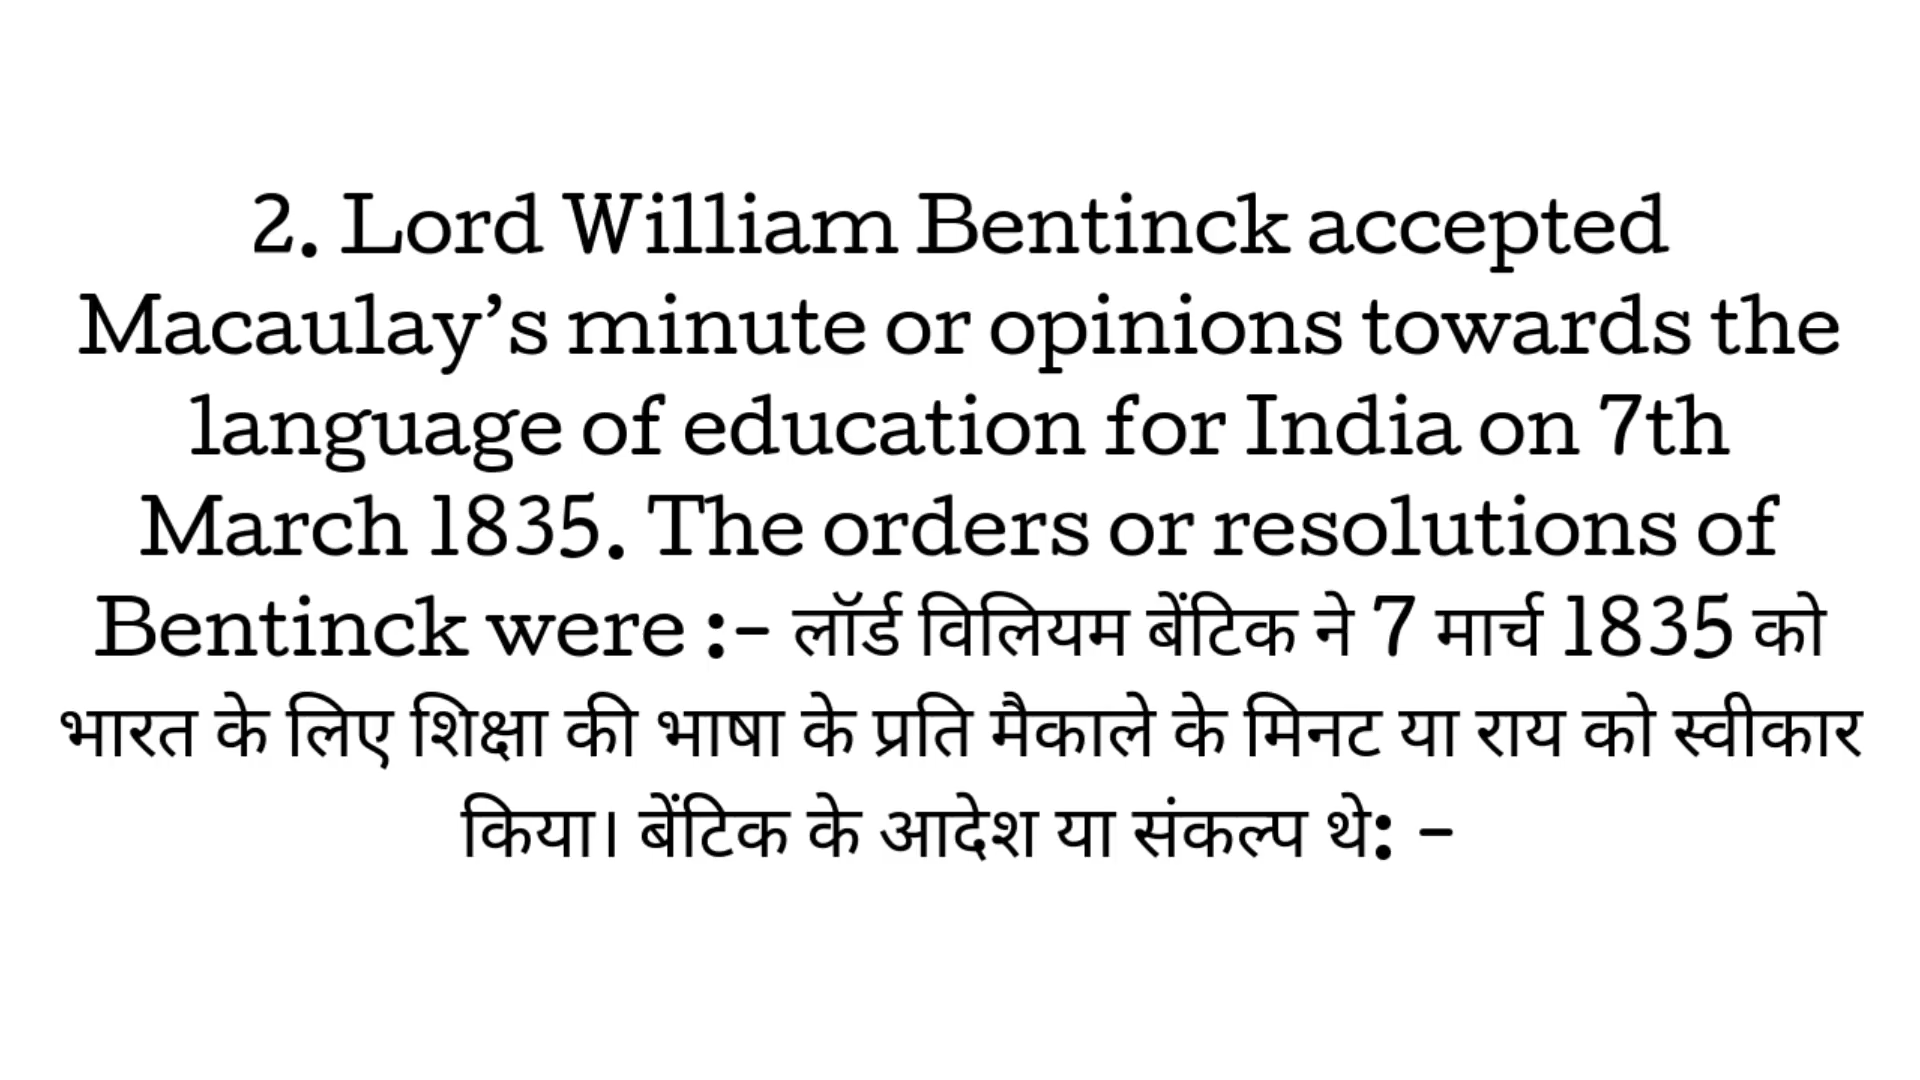 2. Lord William Bentinck accepted
Macaulay’s minute or opinions towards the
language of education for India on 7th
March 1835. The orders or resolutions of
Bentinck were :- लॉर्ड विलियम बेंटिक ने 7 मार्च 1835 को
भारत के लिए शिक्षा की भाषा के प्रति मैकाले के मिनट या राय को स्वीकार
किया। बेंटिक के आदेश या संकल्प थे: -